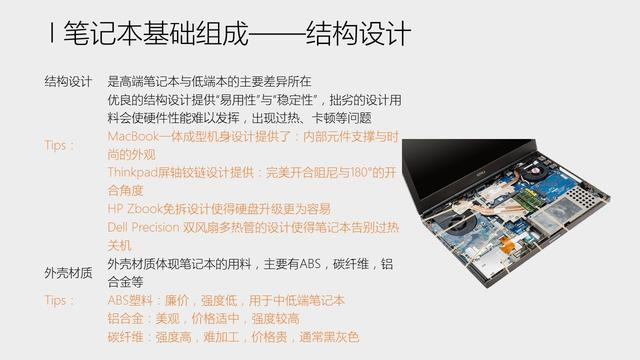 | 笔记本基础组成——结构设计
结构设计 是高端笔记本与低端本的主要差异所在
优良的结构设计提供“易用性”与“稳定性”，拙劣的设计用
料会使硬件性能难以发挥，出现过热、卡顿等问题
Tips： MacBook一体成型机身设计提供了：内部元件支撑与时
尚的外观
Thinkpad屏轴铰链设计提供：完美开合阻尼与180°的开
合角度
HP Zbook免拆设计使得硬盘升级更为容易
Dell Precision 双风扇多热管的设计使得笔记本告别过热
关机
外壳材质 外壳材质体现笔记本的用料，主要有ABS，碳纤维，铝
合金等
Tips： ABS塑料：廉价，强度低，用于中低端笔记本
铝合金：美观，价格适中，强度较高
碳纤维：强度高，难加工，价格贵，通常黑灰色